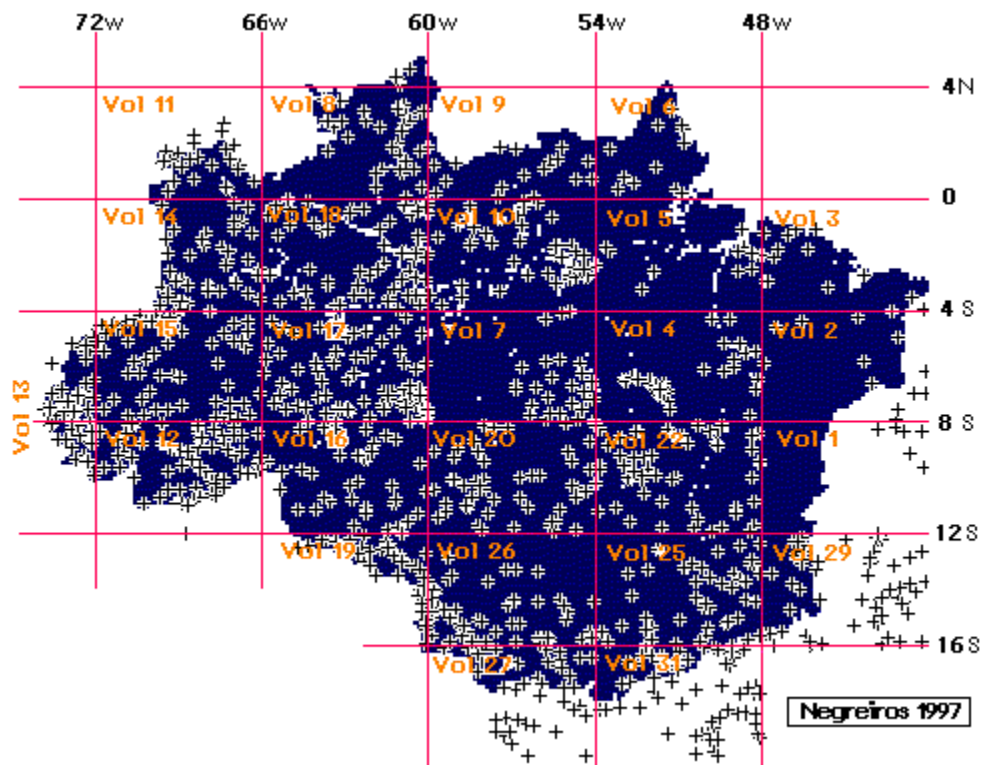 72W 66W 60W 54W 48W
4N
Vol 11 Vol 8 Vol 9 Vol 6
0
Vol 14 Vol 18 Vol 10 Vol 5 Vol 3
4 S
Vol 15 Vol 17 Vol 7 Vol 4 Vol 2
Vol 13
8 S
Vol 12 Vol 16 Vol 20 Vol 22 Vol 1
12S
Vol 19 Vol 26 Vol 25 Vol 29
16S
Vol 27 Vol 31
Negreiros 1997